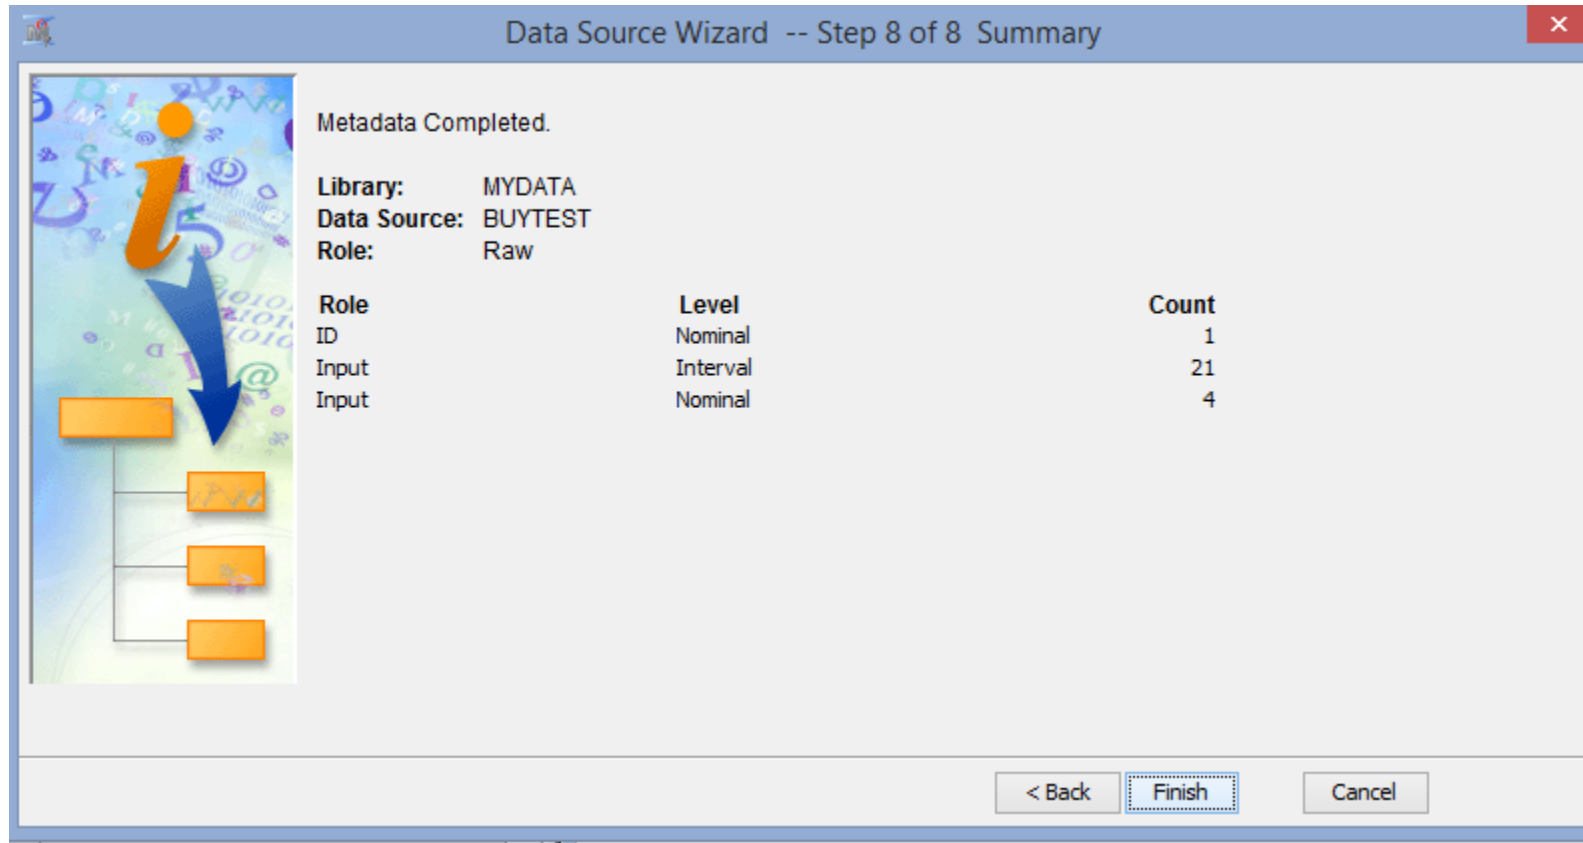 Data Source Wizard -- Step 8 of 8 Summary
Metadata Completed.
Library: MYDATA
Data Source: BUYTEST
Role: Raw
Role Level Count
ID Nominal 1
Input Interval 21
Input Nominal 4
< Back Finish Cancel